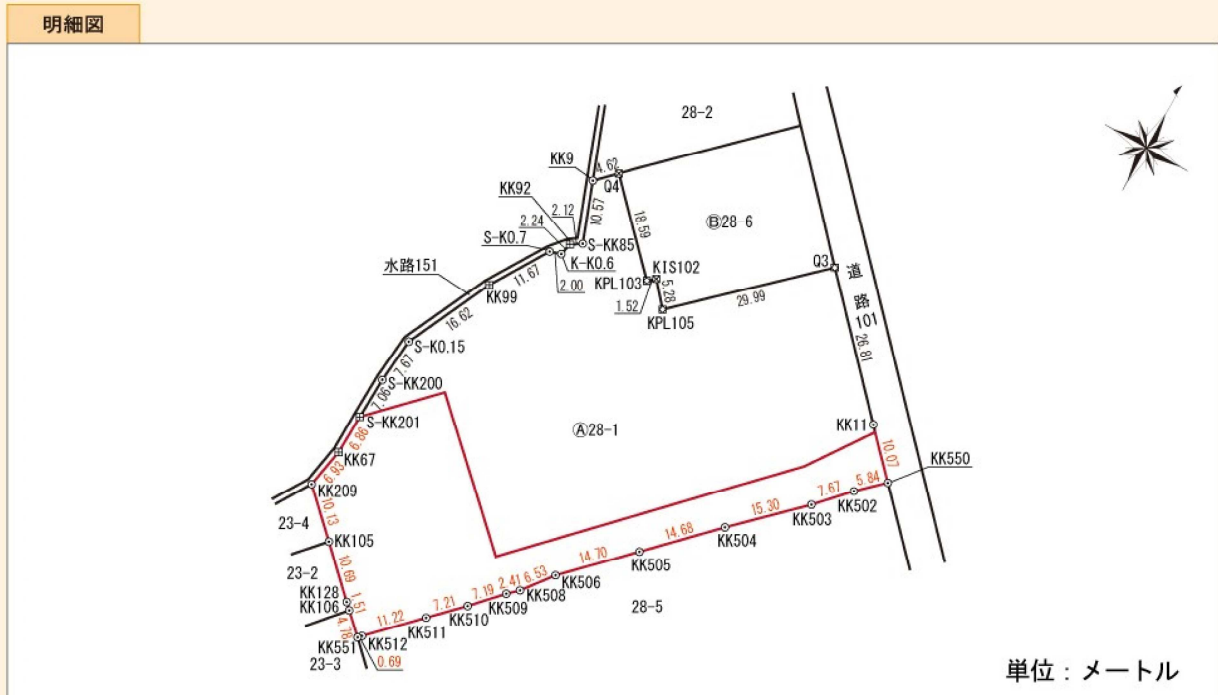 明細図
28-2
KK9
4.62
Q4
KK92
2.12
10.57
2.24
18.59
Ⓑ28-6
S-K0.7
S-KK85
水路151
K-K0.6
KIS102
Q3
道路101
11.67
2.00
KPL103
5.28
KK99
1.52
29.99
KPL105
16.62
26.81
S-K0.15
7.67
S-KK200
7.06
S-KK201
Ⓐ28-1
KK11
6.86
KK67
10.07
KK550
6.93
5.84
KK209
7.67
KK502
10.13
15.30
KK503
23-4
14.68
KK504
KK105
14.70
KK505
10.69
23-2
6.53
KK506
KK128
1.51
2.41
KK508
KK106
7.19
KK509
28-5
7.21
KK510
4.78
11.22
KK511
KK551
KK512
23-3
0.69
単位：メートル